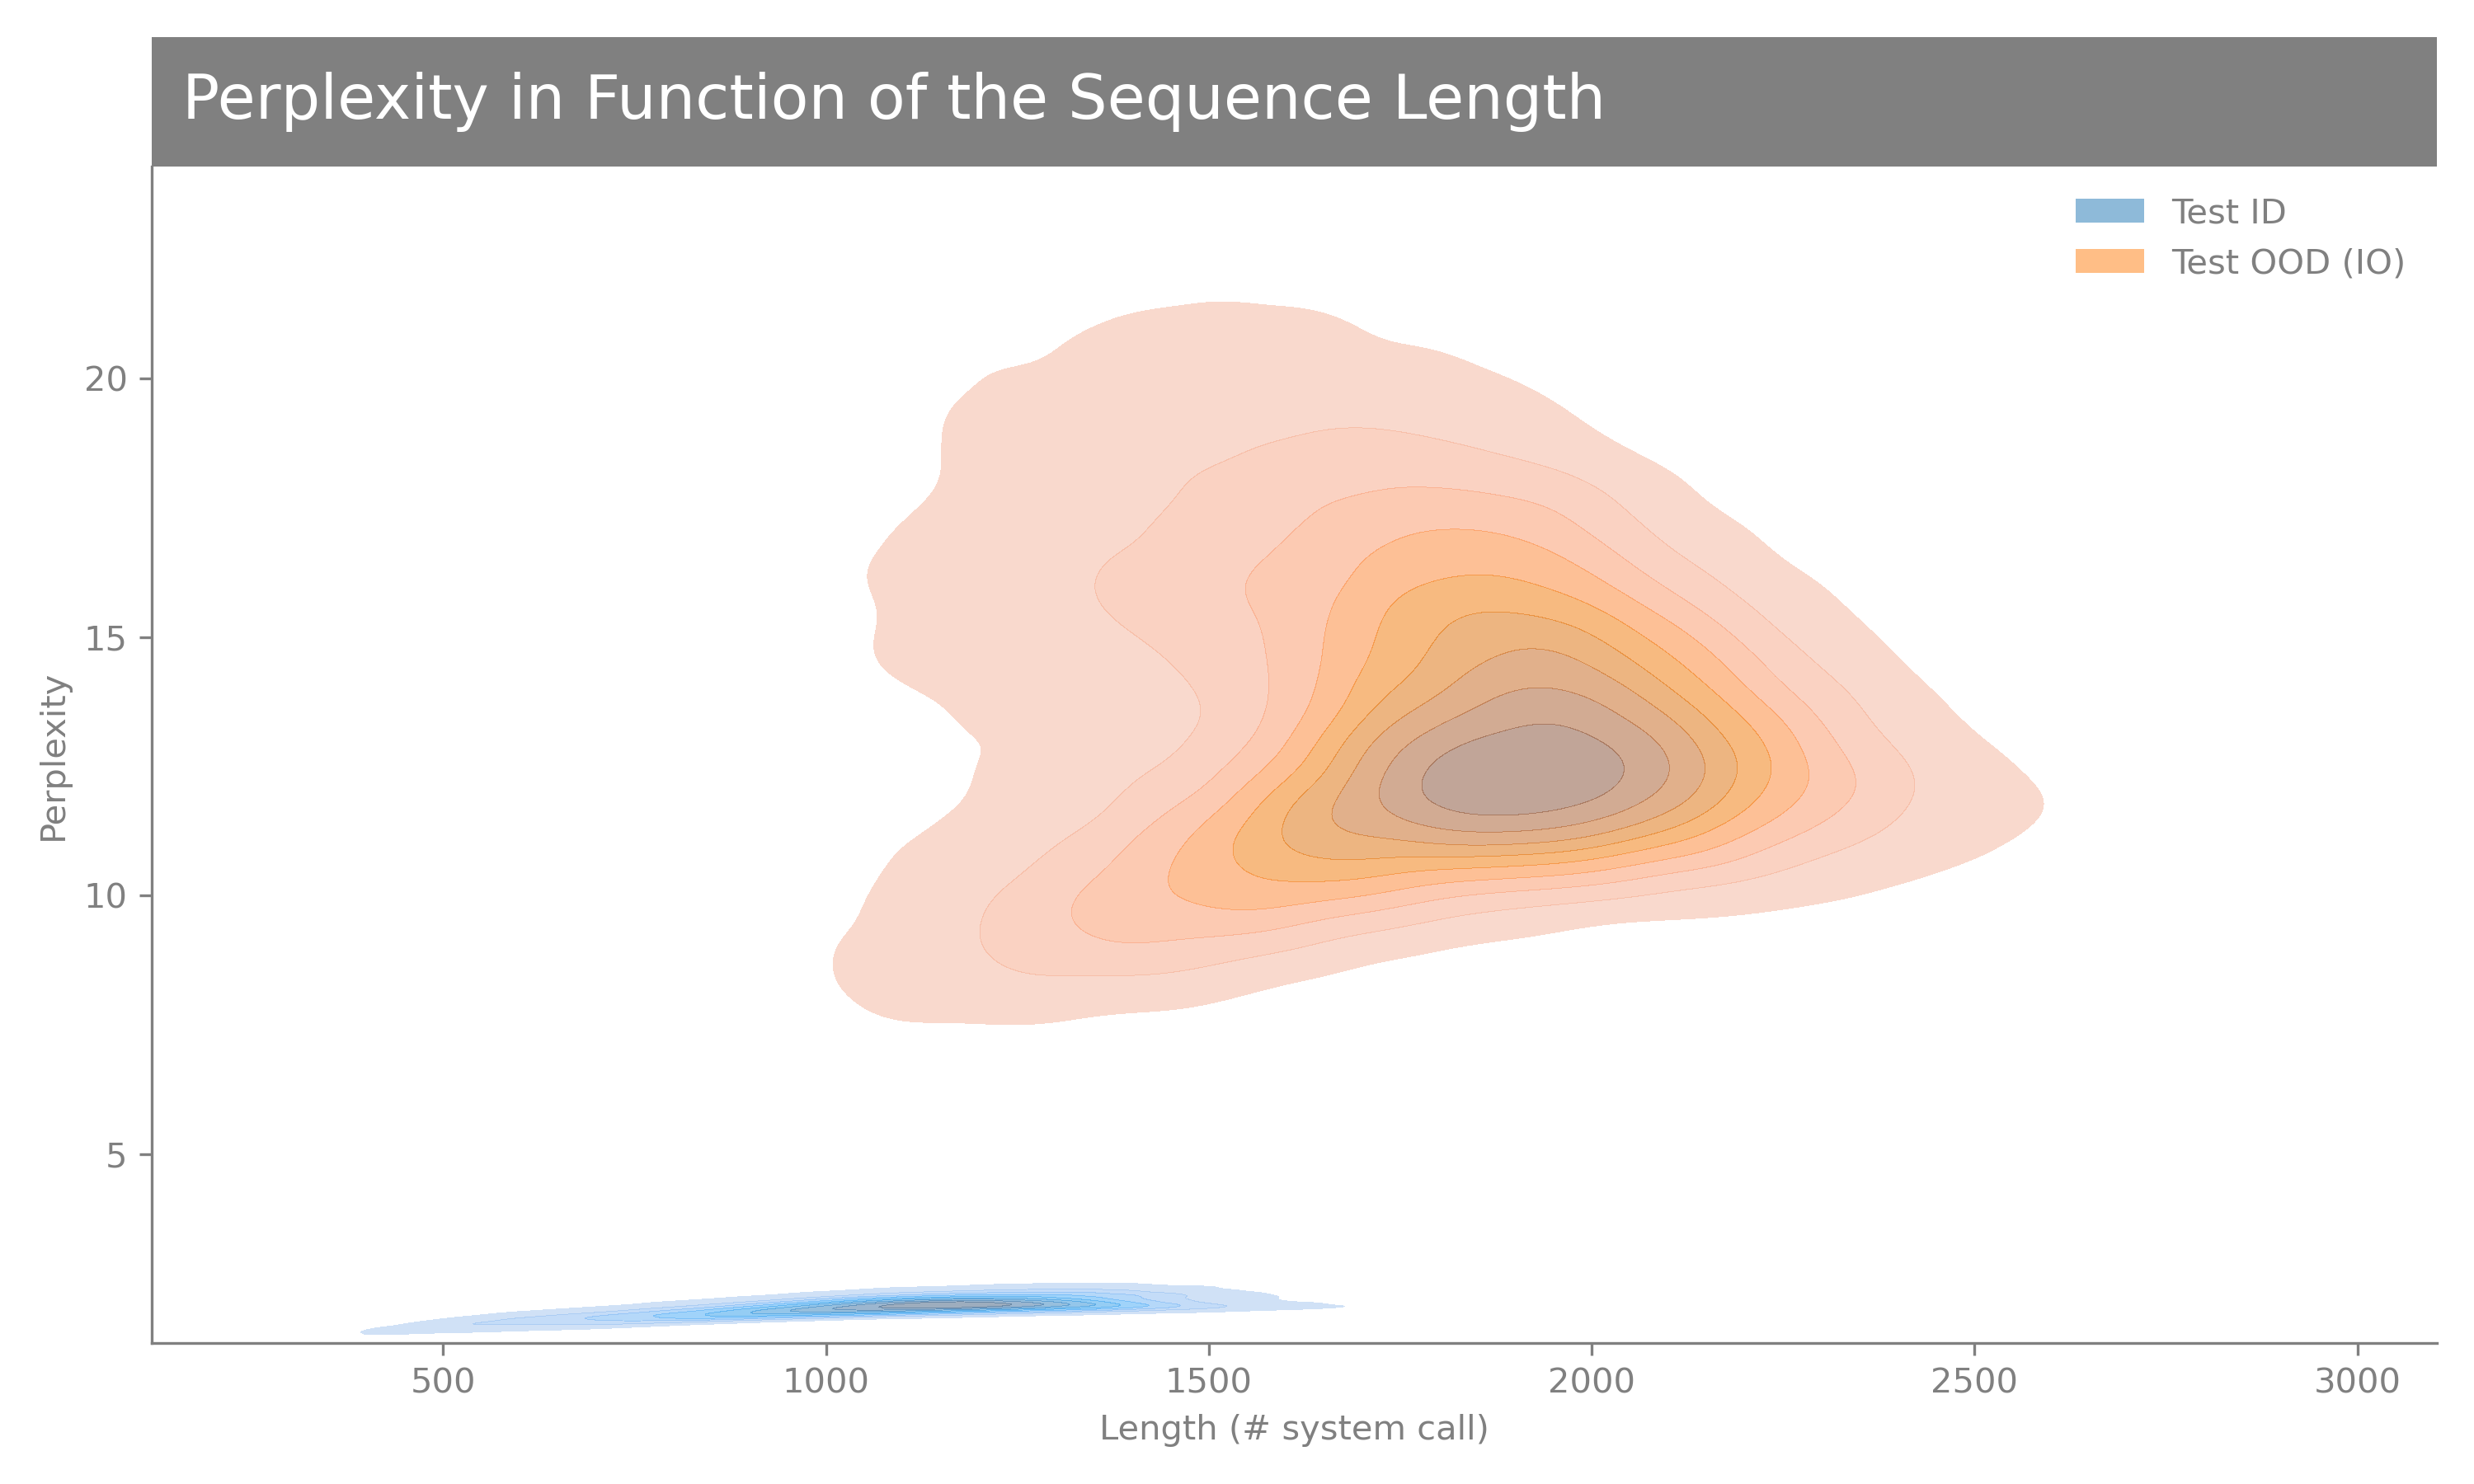 Perplexity in Function of the Sequence Length
Test ID
Test OOD (IO)
20
15
10
5
Perplexity
500
1000
1500
2000
2500
3000
Length (# system call)